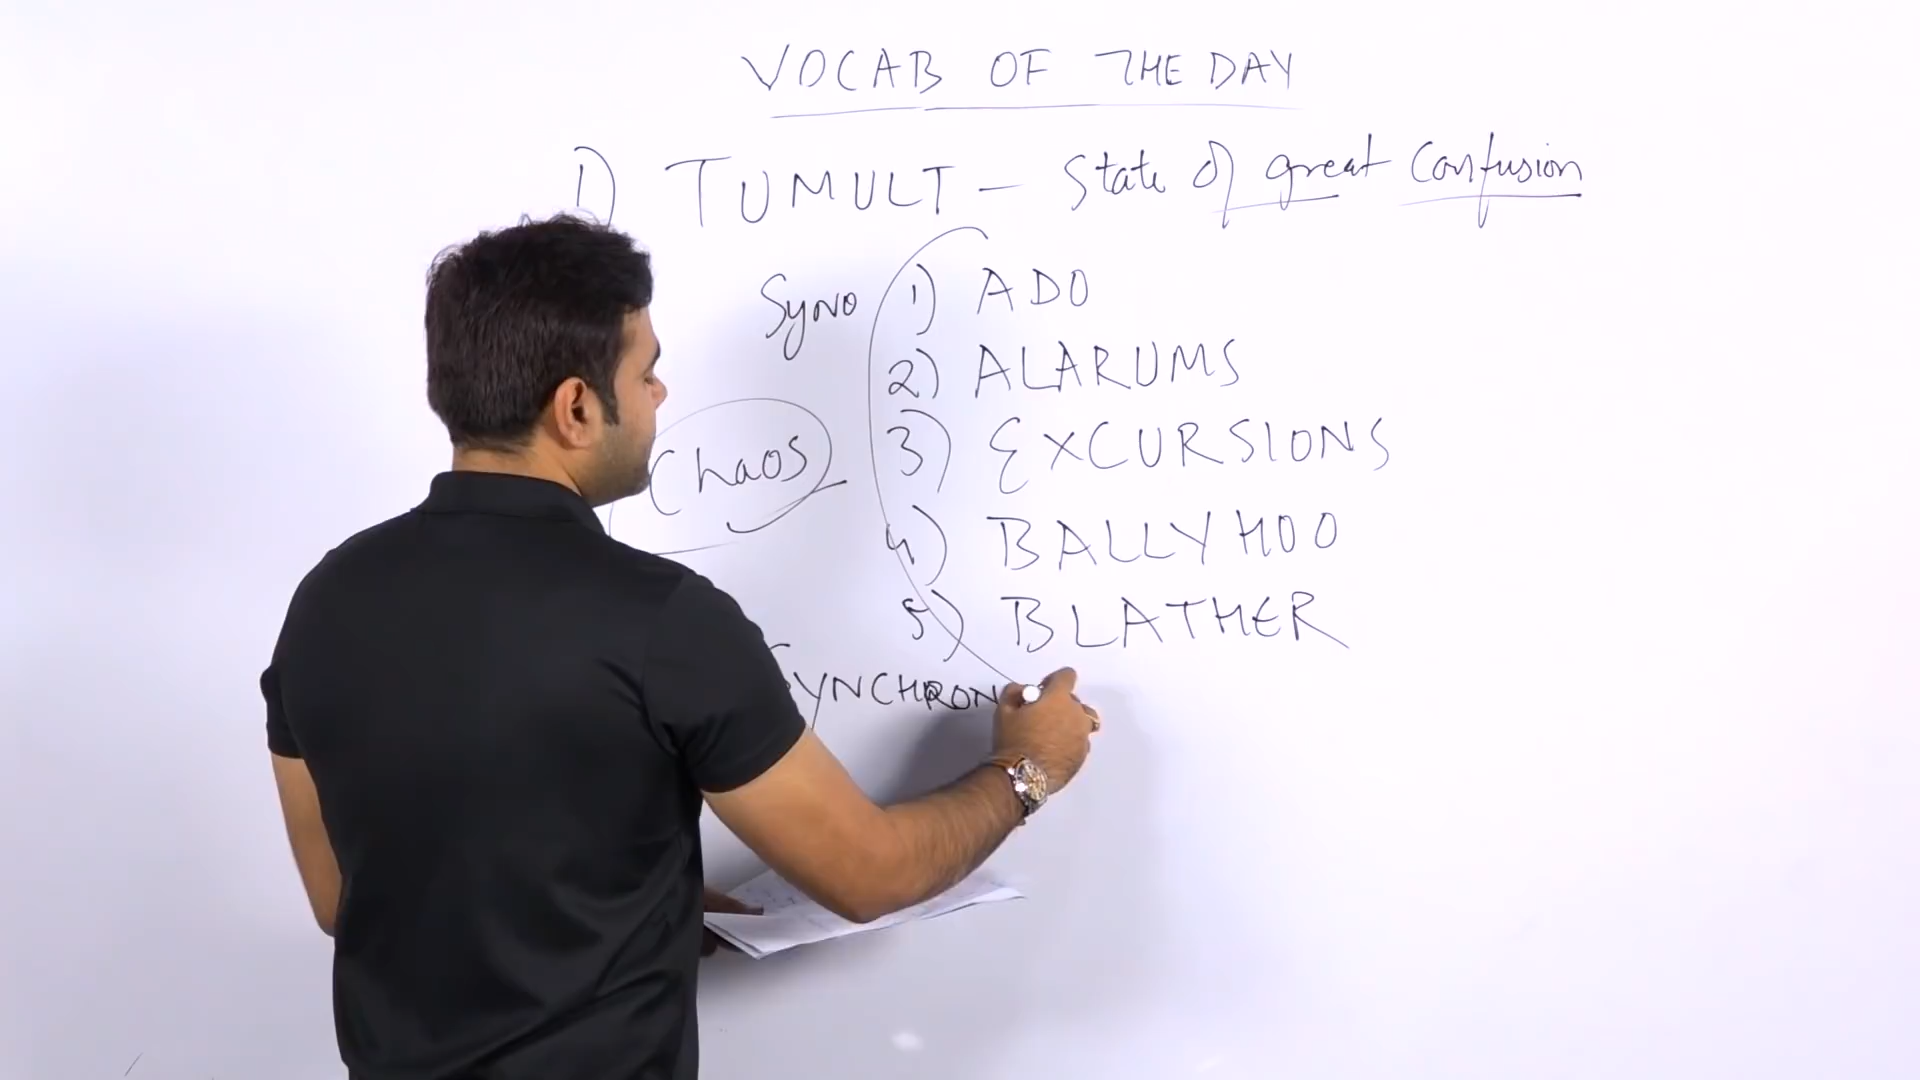 VOCAB OF THE DAY
1) TUMULT - State of great Confusion
Syno 1) ADO
2) ALARUMS
3) EXCURSIONS
Chaos
4) BALLYHOO
5) BLATHER
SYNCHRON